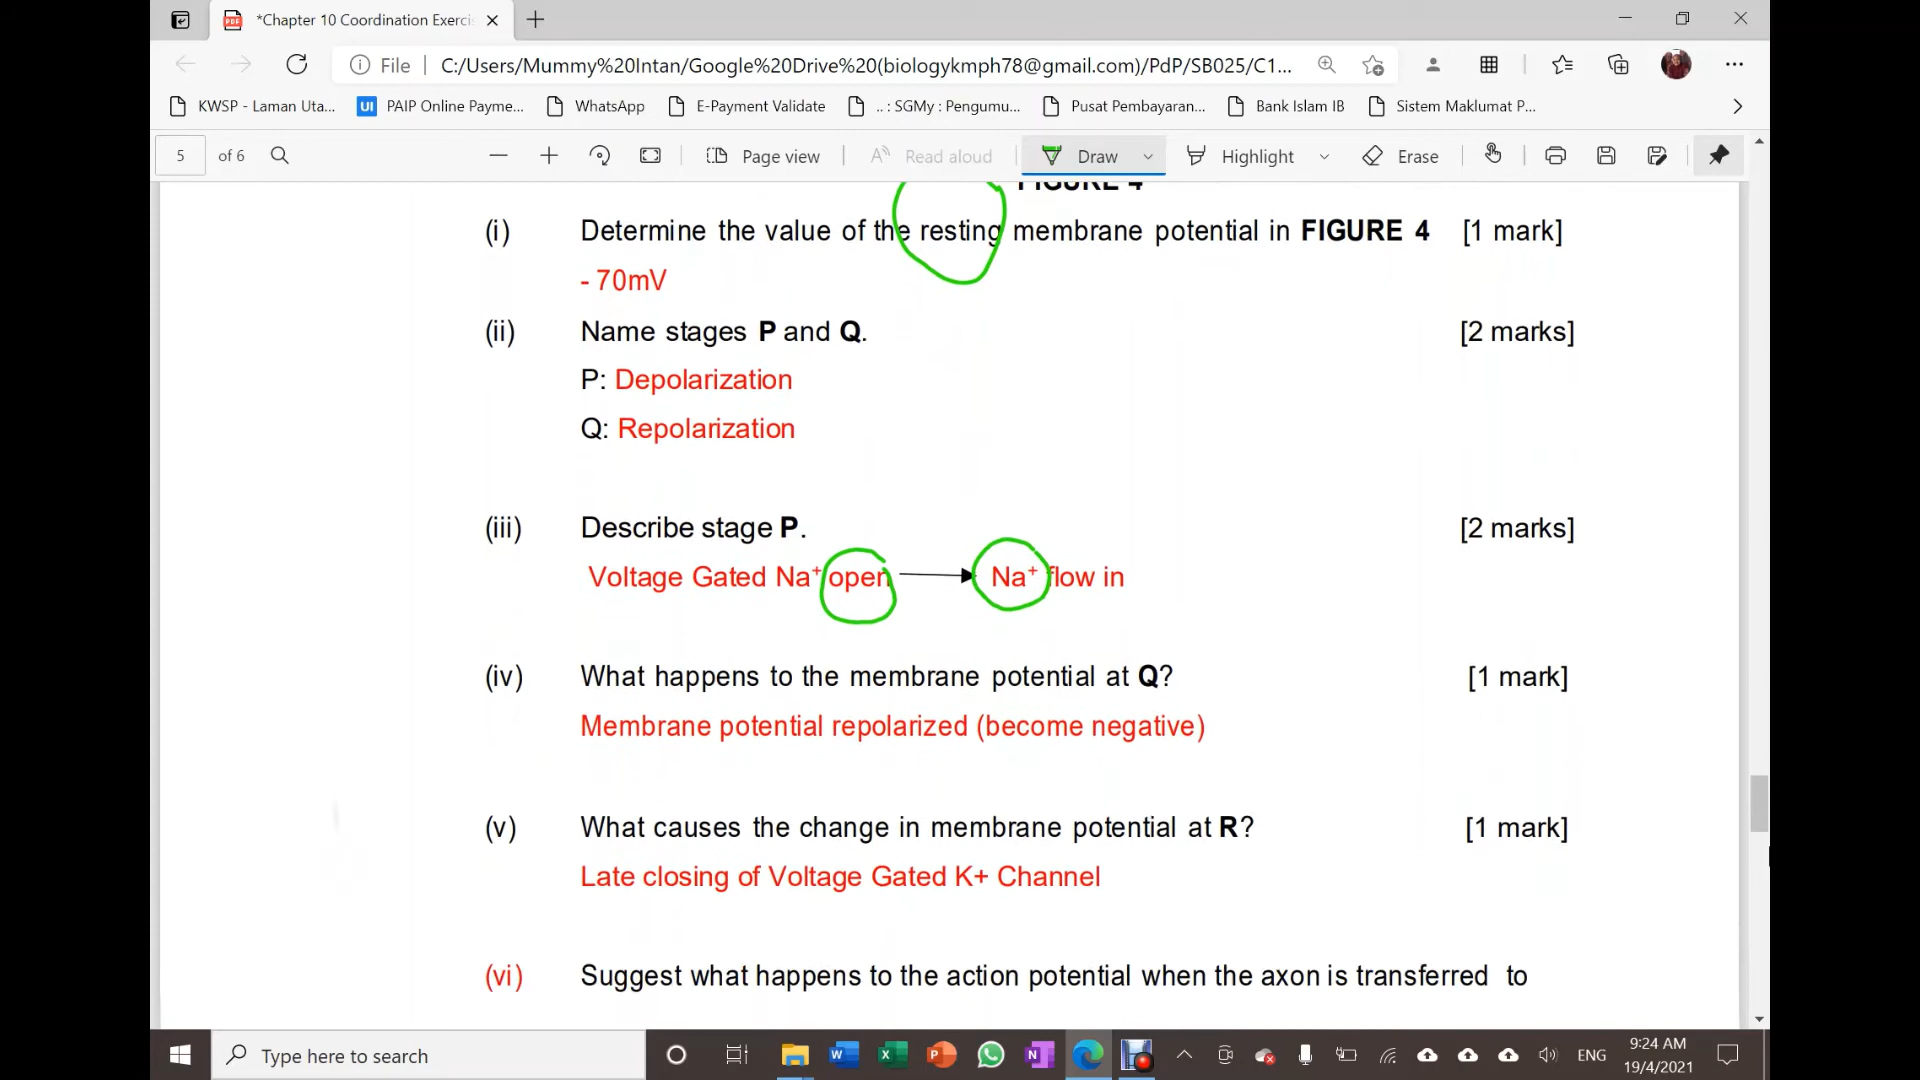 *Chapter 10 Coordination Exerci
File C:/Users/Mummy%20Intan/Google%20Drive%20(biologykmph78@gmail.com)/PdP/SB025/C1...
KWSP - Laman Uta... UI PAIP Online Payme... WhatsApp E-Payment Validate .. : SGMy : Pengumu... Pusat Pembayaran... Bank Islam IB Sistem Maklumat P...
5 of 6 Page view Read aloud Draw Highlight Erase
FIGURE 4
(i) Determine the value of the resting membrane potential in FIGURE 4 [1 mark]
- 70mV
(ii) Name stages P and Q. [2 marks]
P: Depolarization
Q: Repolarization
(iii) Describe stage P. [2 marks]
Voltage Gated Na⁺ open Na⁺ flow in
(iv) What happens to the membrane potential at Q? [1 mark]
Membrane potential repolarized (become negative)
(v) What causes the change in membrane potential at R? [1 mark]
Late closing of Voltage Gated K+ Channel
(vi) Suggest what happens to the action potential when the axon is transferred to
Type here to search ENG 9:24 AM
19/4/2021